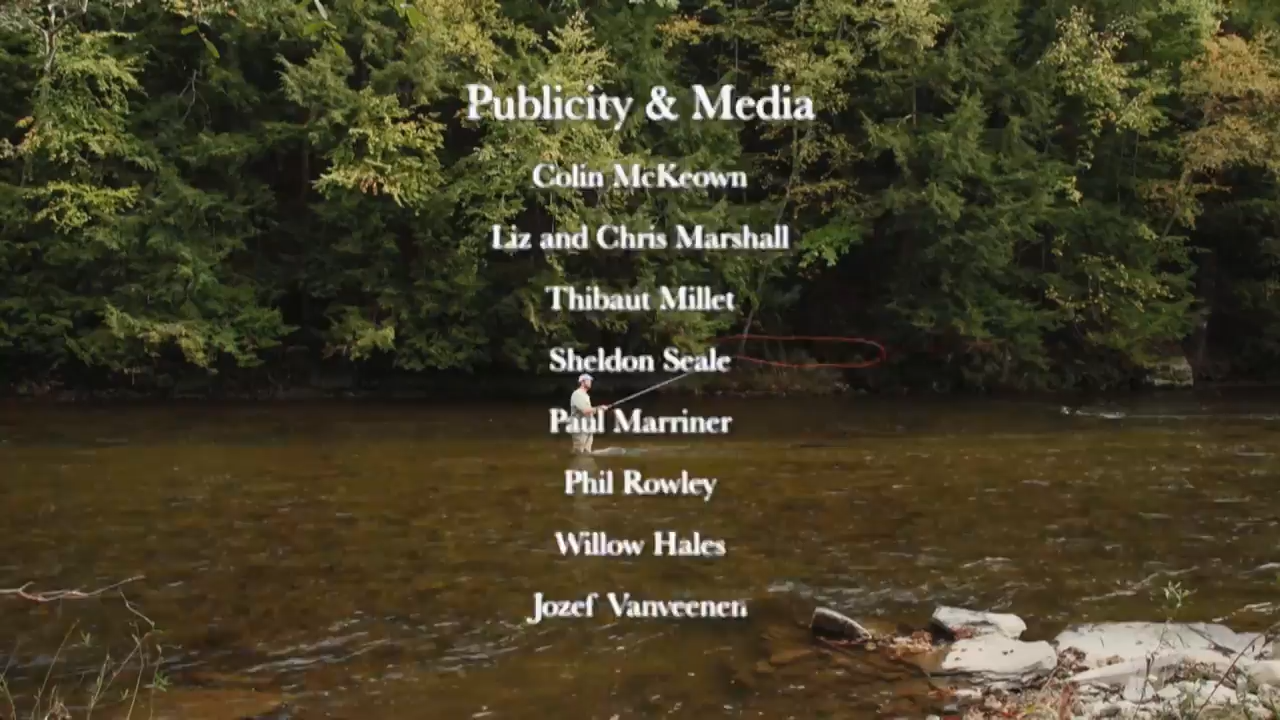 Publicity & Media
Colin McKeown
Liz and Chris Marshall
Thibaut Millet
Sheldon Seale
Paul Marriner
Phil Rowley
Willow Hales
Jozef Vanveenen